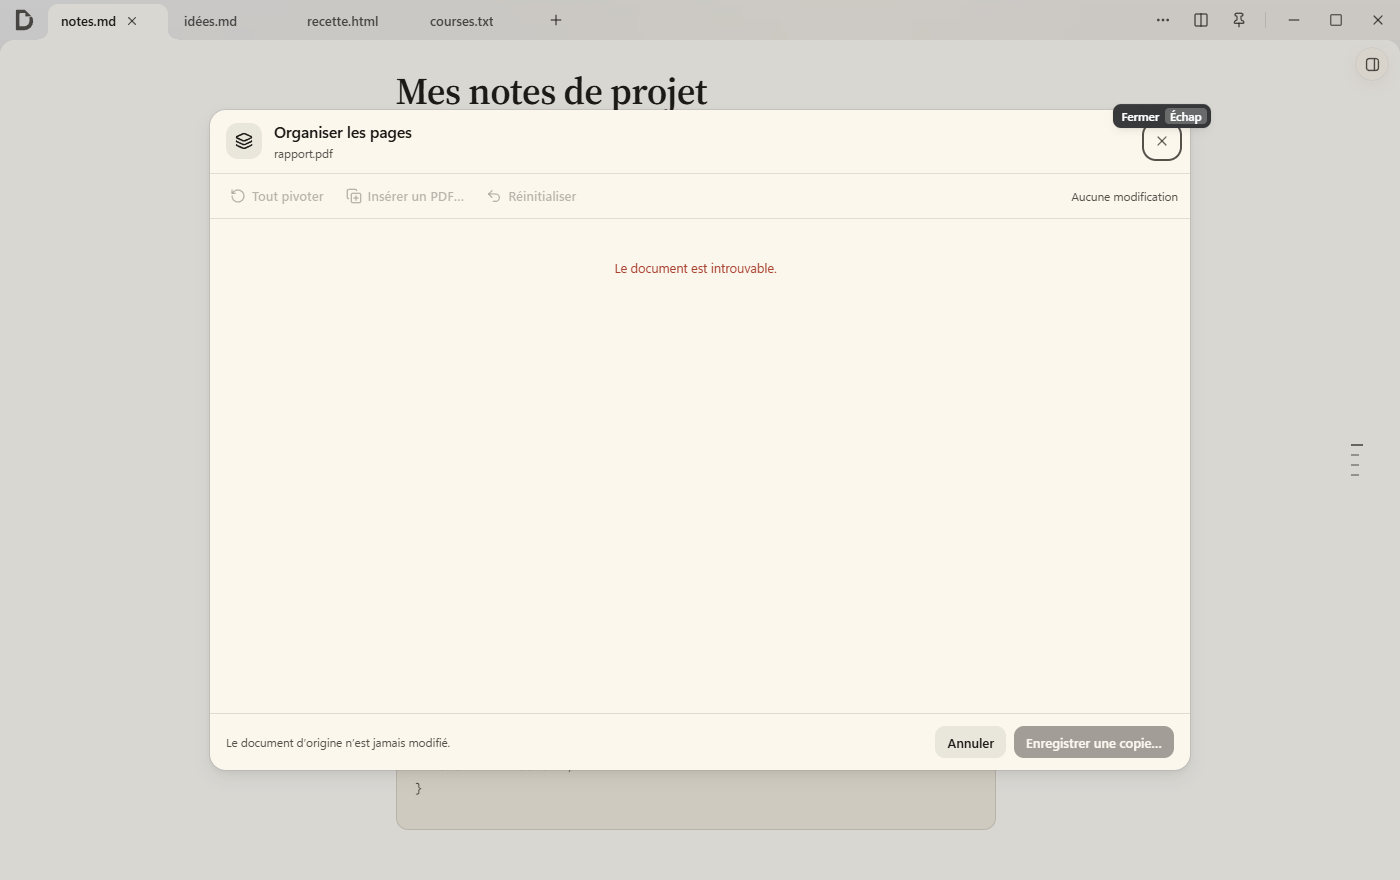 notes.md
idées.md
recette.html
courses.txt
Mes notes de projet
Organiser les pages
rapport.pdf
Fermer Échap
Tout pivoter
Insérer un PDF...
Réinitialiser
Aucune modification
Le document est introuvable.
Le document d'origine n'est jamais modifié.
Annuler
Enregistrer une copie...
}